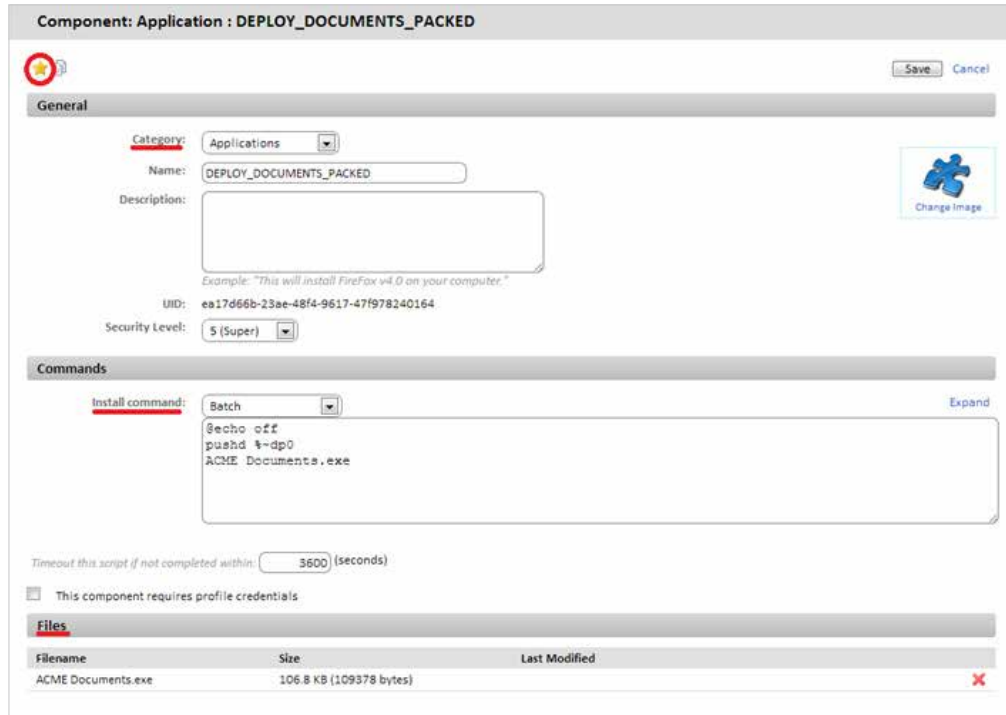 Component: Application : DEPLOY_DOCUMENTS_PACKED
Save Cancel
General
Category: Applications
Name: DEPLOY_DOCUMENTS_PACKED
Change Image
Description:
Example: "This will install FireFox v4.0 on your computer."
UID: ea17d66b-23ae-48f4-9617-47f978240164
Security Level: 5 (Super)
Commands
Install command: Batch Expand
@echo off
pushd %~dp0
ACME Documents.exe
Timeout this script if not completed within: 3600 (seconds)
This component requires profile credentials
Files
Filename Size Last Modified
ACME Documents.exe 106.8 KB (109378 bytes)